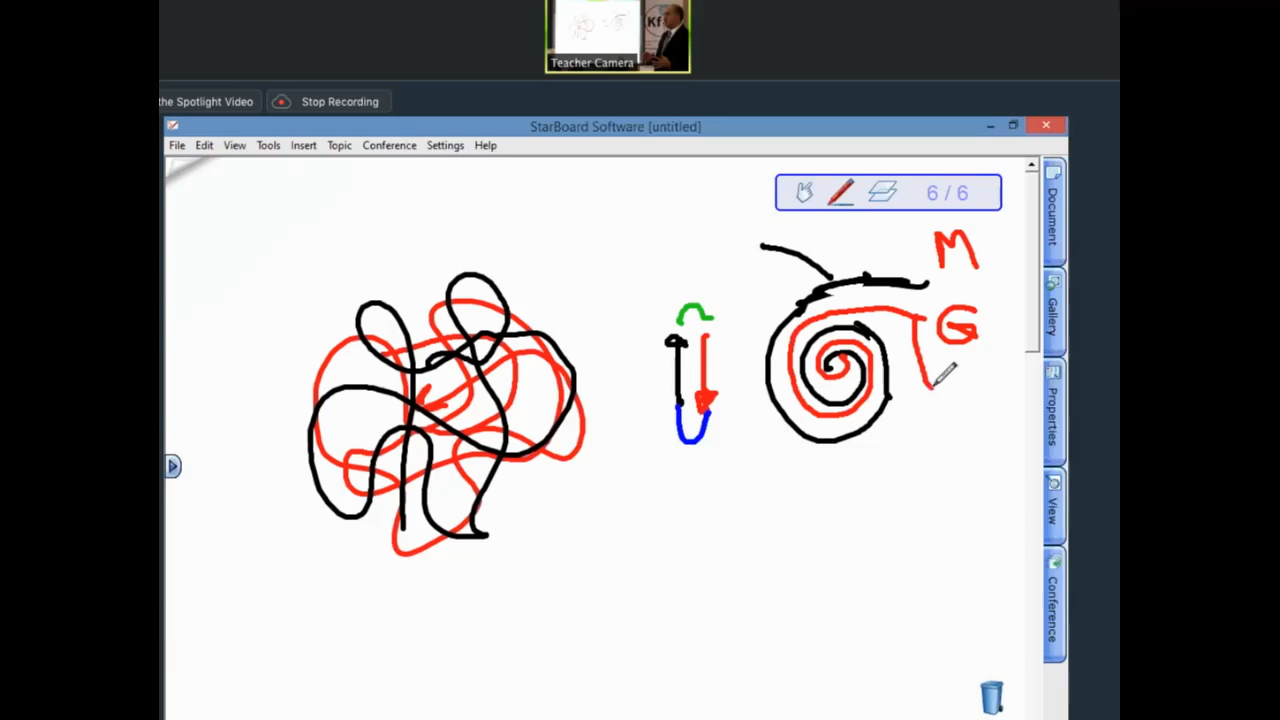 Kf
Teacher Camera
the Spotlight Video
Stop Recording
StarBoard Software [untitled]
File Edit View Tools Insert Topic Conference Settings Help
6 / 6
M
G
Document
Gallery
Properties
View
Conference